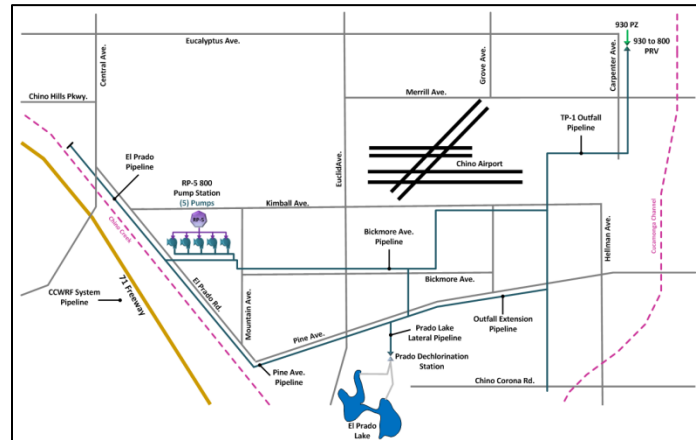 930 PZ
Eucalyptus Ave.
930 to 800
PRV
Central Ave.
Grove Ave.
Carpenter Ave.
Chino Hills Pkwy.
Merrill Ave.
TP-1 Outfall
Pipeline
El Prado
Pipeline
EuclidAve.
Chino Airport
RP-5 800
Pump Station
(5) Pumps
RP-5
Kimball Ave.
Chino Creek
Bickmore Ave.
Pipeline
Hellman Ave.
Cucamonga Channel
CCWRF System
Pipeline
71 Freeway
El Prado Rd.
Mountain Ave.
Bickmore Ave.
Pine Ave.
Outfall Extension
Pipeline
Prado Lake
Lateral Pipeline
Pine Ave.
Pipeline
Prado Dechlorination
Station
Chino Corona Rd.
El Prado
Lake